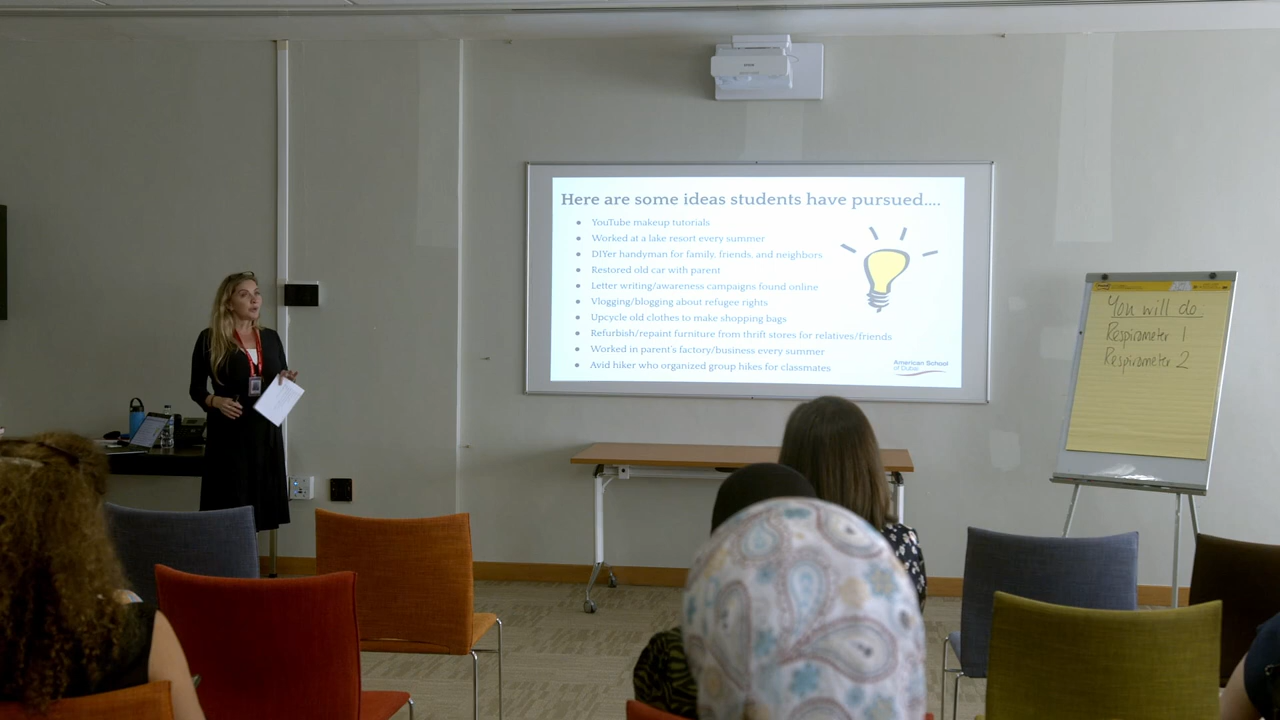 Here are some ideas students have pursued....
YouTube makeup tutorials
Worked at a lake resort every summer
DIYer handyman for family, friends, and neighbors
Restored old car with parent
Letter writing/awareness campaigns found online
Vlogging/blogging about refugee rights
Upcycle old clothes to make shopping bags
Refurbish/repaint furniture from thrift stores for relatives/friends
Worked in parent's factory/business every summer
Avid hiker who organized group hikes for classmates
American School
of Dubai
You will do
Respirometer 1
Respirometer 2
EPSON